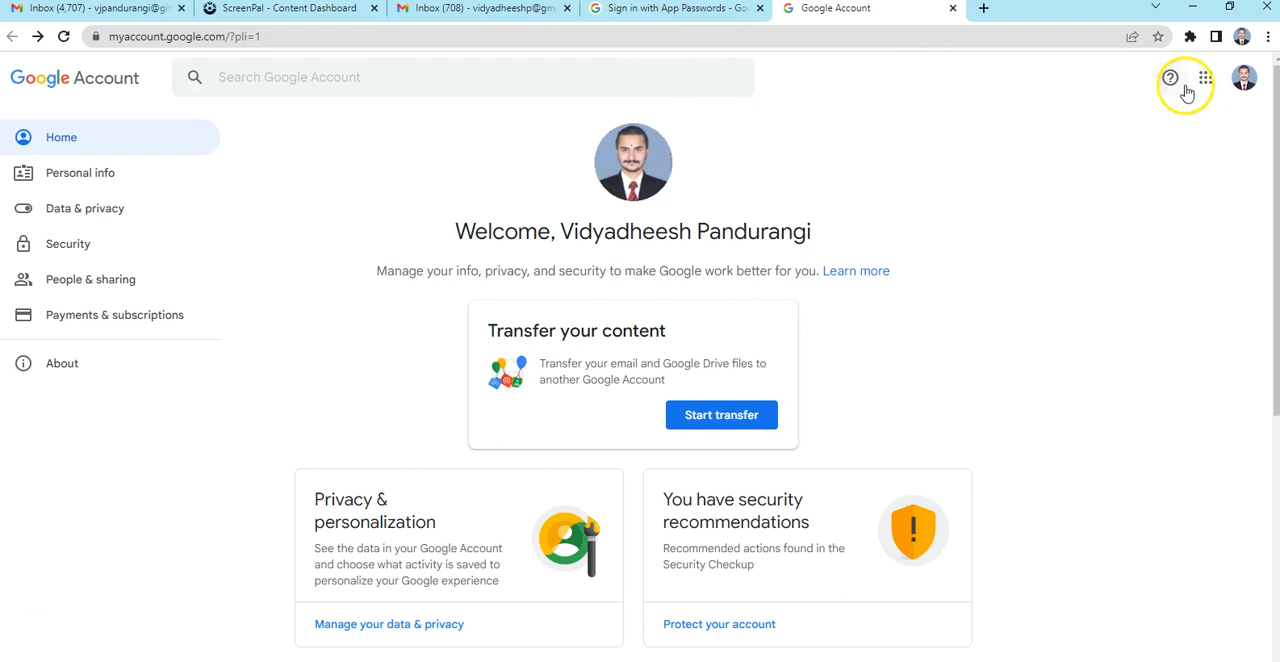 Inbox (4,707) - vjpandurangi@gi
ScreenPal - Content Dashboard
Inbox (708) - vidyadheeshp@gm
Sign in with App Passwords - Go
Google Account
myaccount.google.com/?pli=1
Google Account
Search Google Account
Home
Personal info
Data & privacy
Security
People & sharing
Payments & subscriptions
About
Welcome, Vidyadheesh Pandurangi
Manage your info, privacy, and security to make Google work better for you. Learn more
Transfer your content
Transfer your email and Google Drive files to
another Google Account
Start transfer
Privacy &
personalization
See the data in your Google Account
and choose what activity is saved to
personalize your Google experience
Manage your data & privacy
You have security
recommendations
Recommended actions found in the
Security Checkup
Protect your account